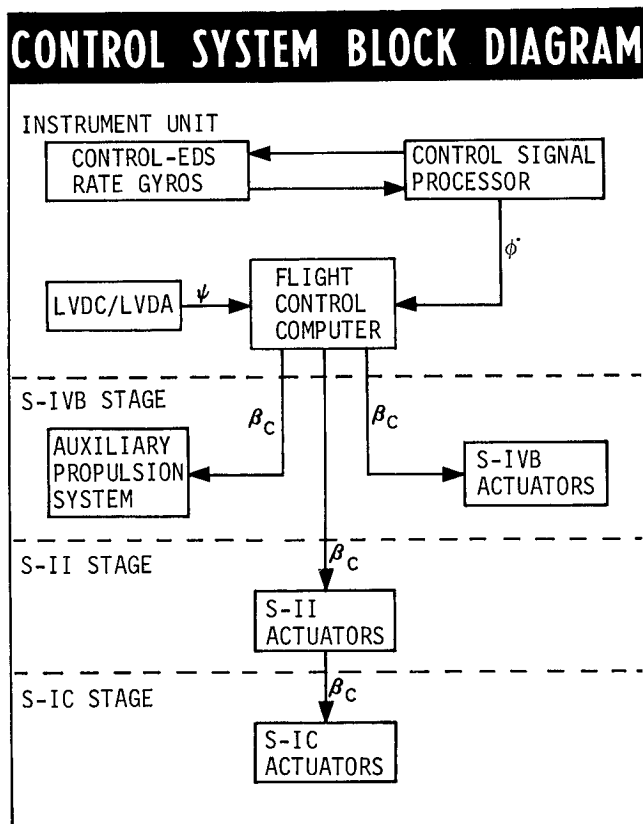 CONTROL SYSTEM BLOCK DIAGRAM
INSTRUMENT UNIT
CONTROL-EDS
RATE GYROS
CONTROL SIGNAL
PROCESSOR
φ̇
LVDC/LVDA
ψ
FLIGHT
CONTROL
COMPUTER
S-IVB STAGE
βC
βC
AUXILIARY
PROPULSION
SYSTEM
S-IVB
ACTUATORS
S-II STAGE
βC
S-II
ACTUATORS
S-IC STAGE
βC
S-IC
ACTUATORS